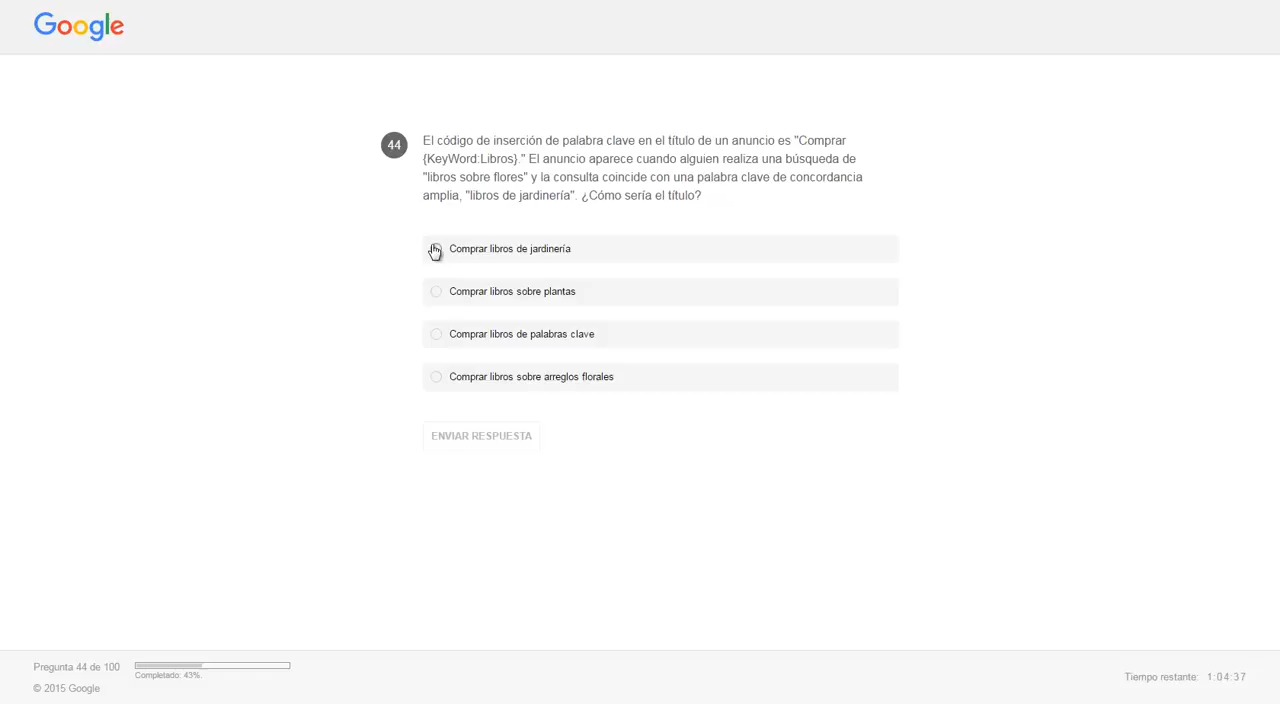 Google
44
El código de inserción de palabra clave en el título de un anuncio es "Comprar
{KeyWord:Libros}." El anuncio aparece cuando alguien realiza una búsqueda de
"libros sobre flores" y la consulta coincide con una palabra clave de concordancia
amplia, "libros de jardinería". ¿Cómo sería el título?
Comprar libros de jardinería
Comprar libros sobre plantas
Comprar libros de palabras clave
Comprar libros sobre arreglos florales
ENVIAR RESPUESTA
Pregunta 44 de 100
Completado: 43%.
© 2015 Google
Tiempo restante: 1:04:37